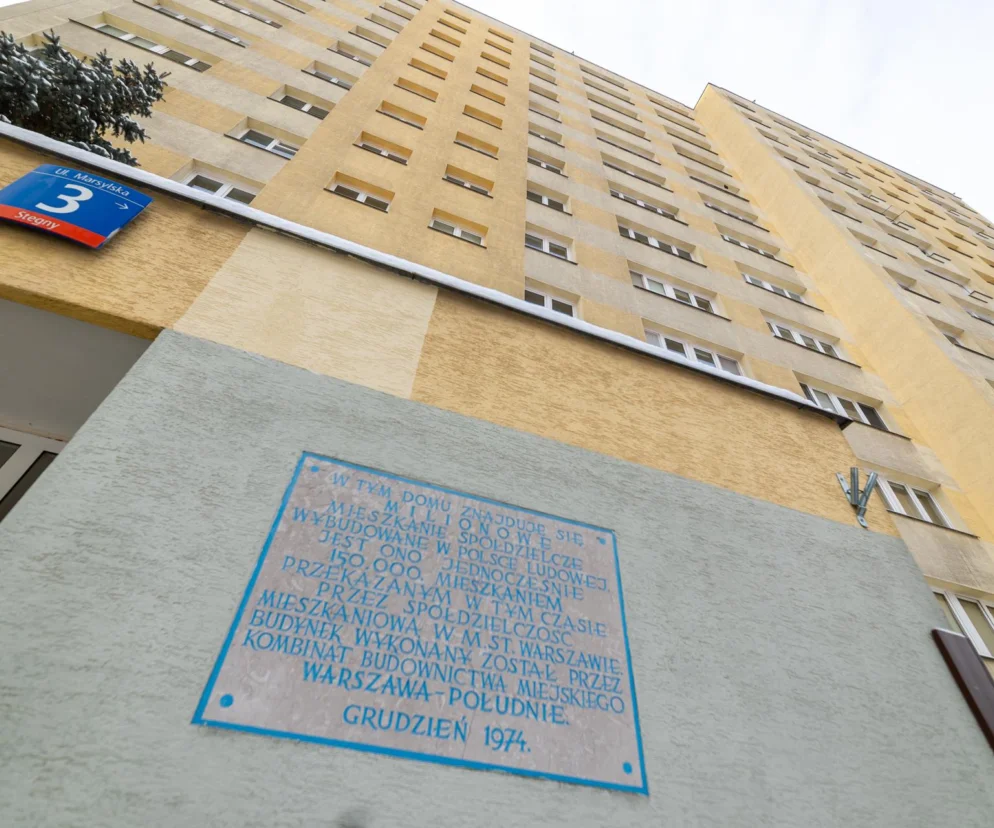 Ul. Marsylska
3
Stegny
W TYM DOMU ZNAJDUJE SIĘ
MILIONOWE
MIESZKANIE SPÓŁDZIELCZE
WYBUDOWANE W POLSCE LUDOWEJ.
JEST ONO JEDNOCZEŚNIE
150.000. MIESZKANIEM
PRZEKAZANYM W TYM CZASIE
PRZEZ SPÓŁDZIELCZOŚĆ
MIESZKANIOWĄ W M.ST. WARSZAWIE.
BUDYNEK WYKONANY ZOSTAŁ PRZEZ
KOMBINAT BUDOWNICTWA MIEJSKIEGO
WARSZAWA-POŁUDNIE.
GRUDZIEŃ 1974.